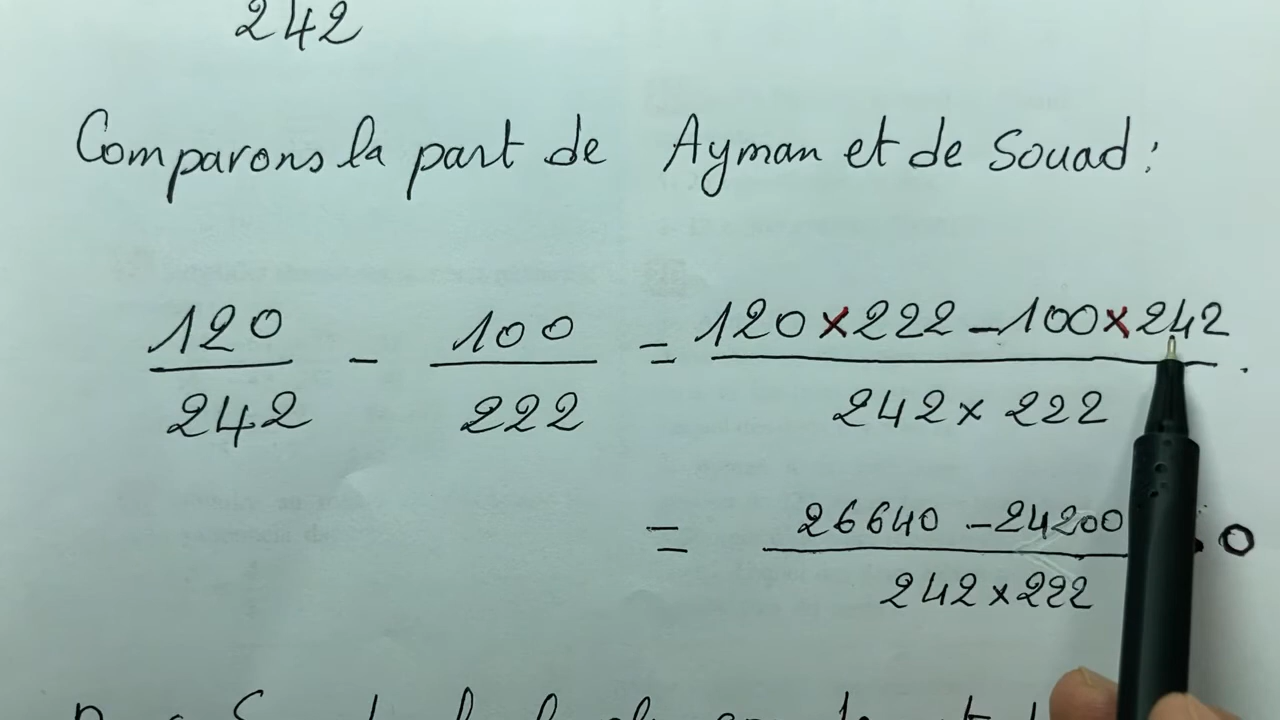 242
Comparons la part de Ayman et de Souad :
120/242 - 100/222 = 120×222 - 100×242 / 242×222
= 26640 - 24200 / 242×222 0